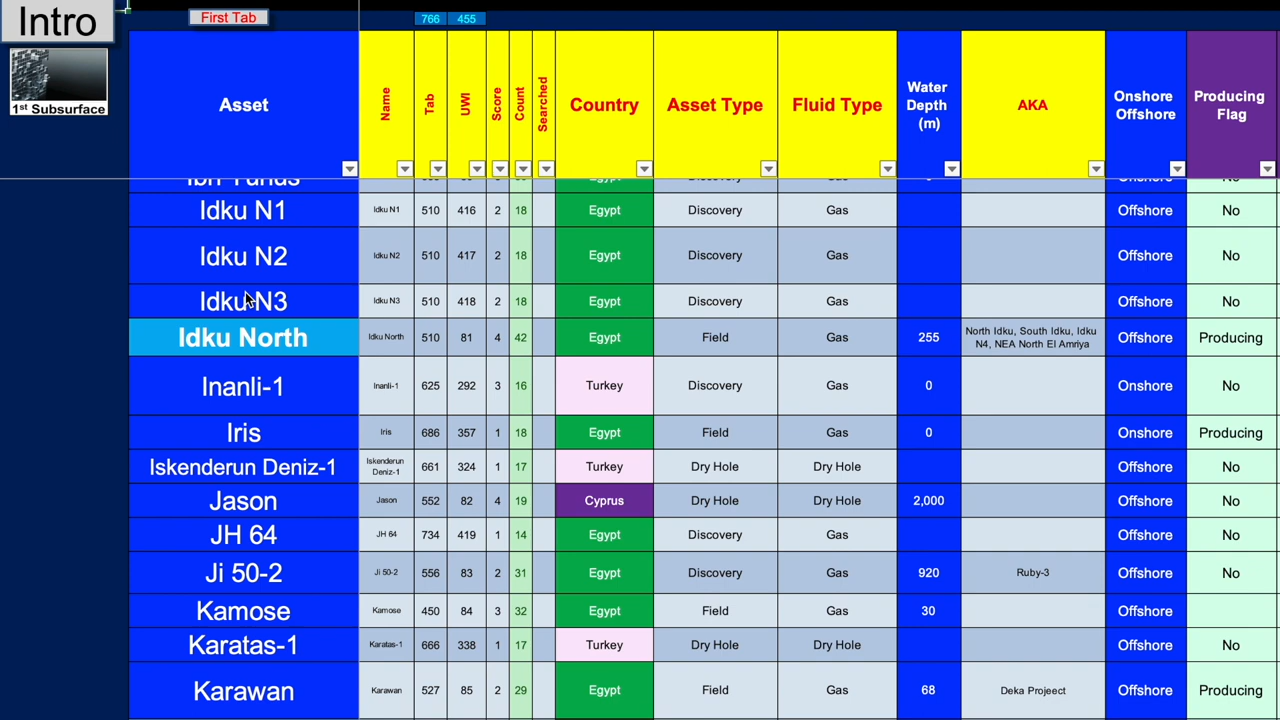 Intro
First Tab
766 455
1st Subsurface
Asset Name Tab UWI Score Count Searched Country Asset Type Fluid Type Water Depth (m) AKA Onshore Offshore Producing Flag
Idku N1 Idku N1 510 416 2 18 Egypt Discovery Gas Offshore No
Idku N2 Idku N2 510 417 2 18 Egypt Discovery Gas Offshore No
Idku N3 Idku N3 510 418 2 18 Egypt Discovery Gas Offshore No
Idku North Idku North 510 81 4 42 Egypt Field Gas 255 North Idku, South Idku, Idku N4, NEA North El Amriya Offshore Producing
Inanli-1 Inanli-1 625 292 3 16 Turkey Discovery Gas 0 Onshore No
Iris Iris 686 357 1 18 Egypt Field Gas 0 Onshore Producing
Iskenderun Deniz-1 Iskenderun Deniz-1 661 324 1 17 Turkey Dry Hole Dry Hole Offshore No
Jason Jason 552 82 4 19 Cyprus Dry Hole Dry Hole 2,000 Offshore No
JH 64 JH 64 734 419 1 14 Egypt Discovery Gas Offshore No
Ji 50-2 Ji 50-2 556 83 2 31 Egypt Discovery Gas 920 Ruby-3 Offshore No
Kamose Kamose 450 84 3 32 Egypt Field Gas 30 Offshore
Karatas-1 Karatas-1 666 338 1 17 Turkey Dry Hole Dry Hole Offshore No
Karawan Karawan 527 85 2 29 Egypt Field Gas 68 Deka Projeect Offshore Producing